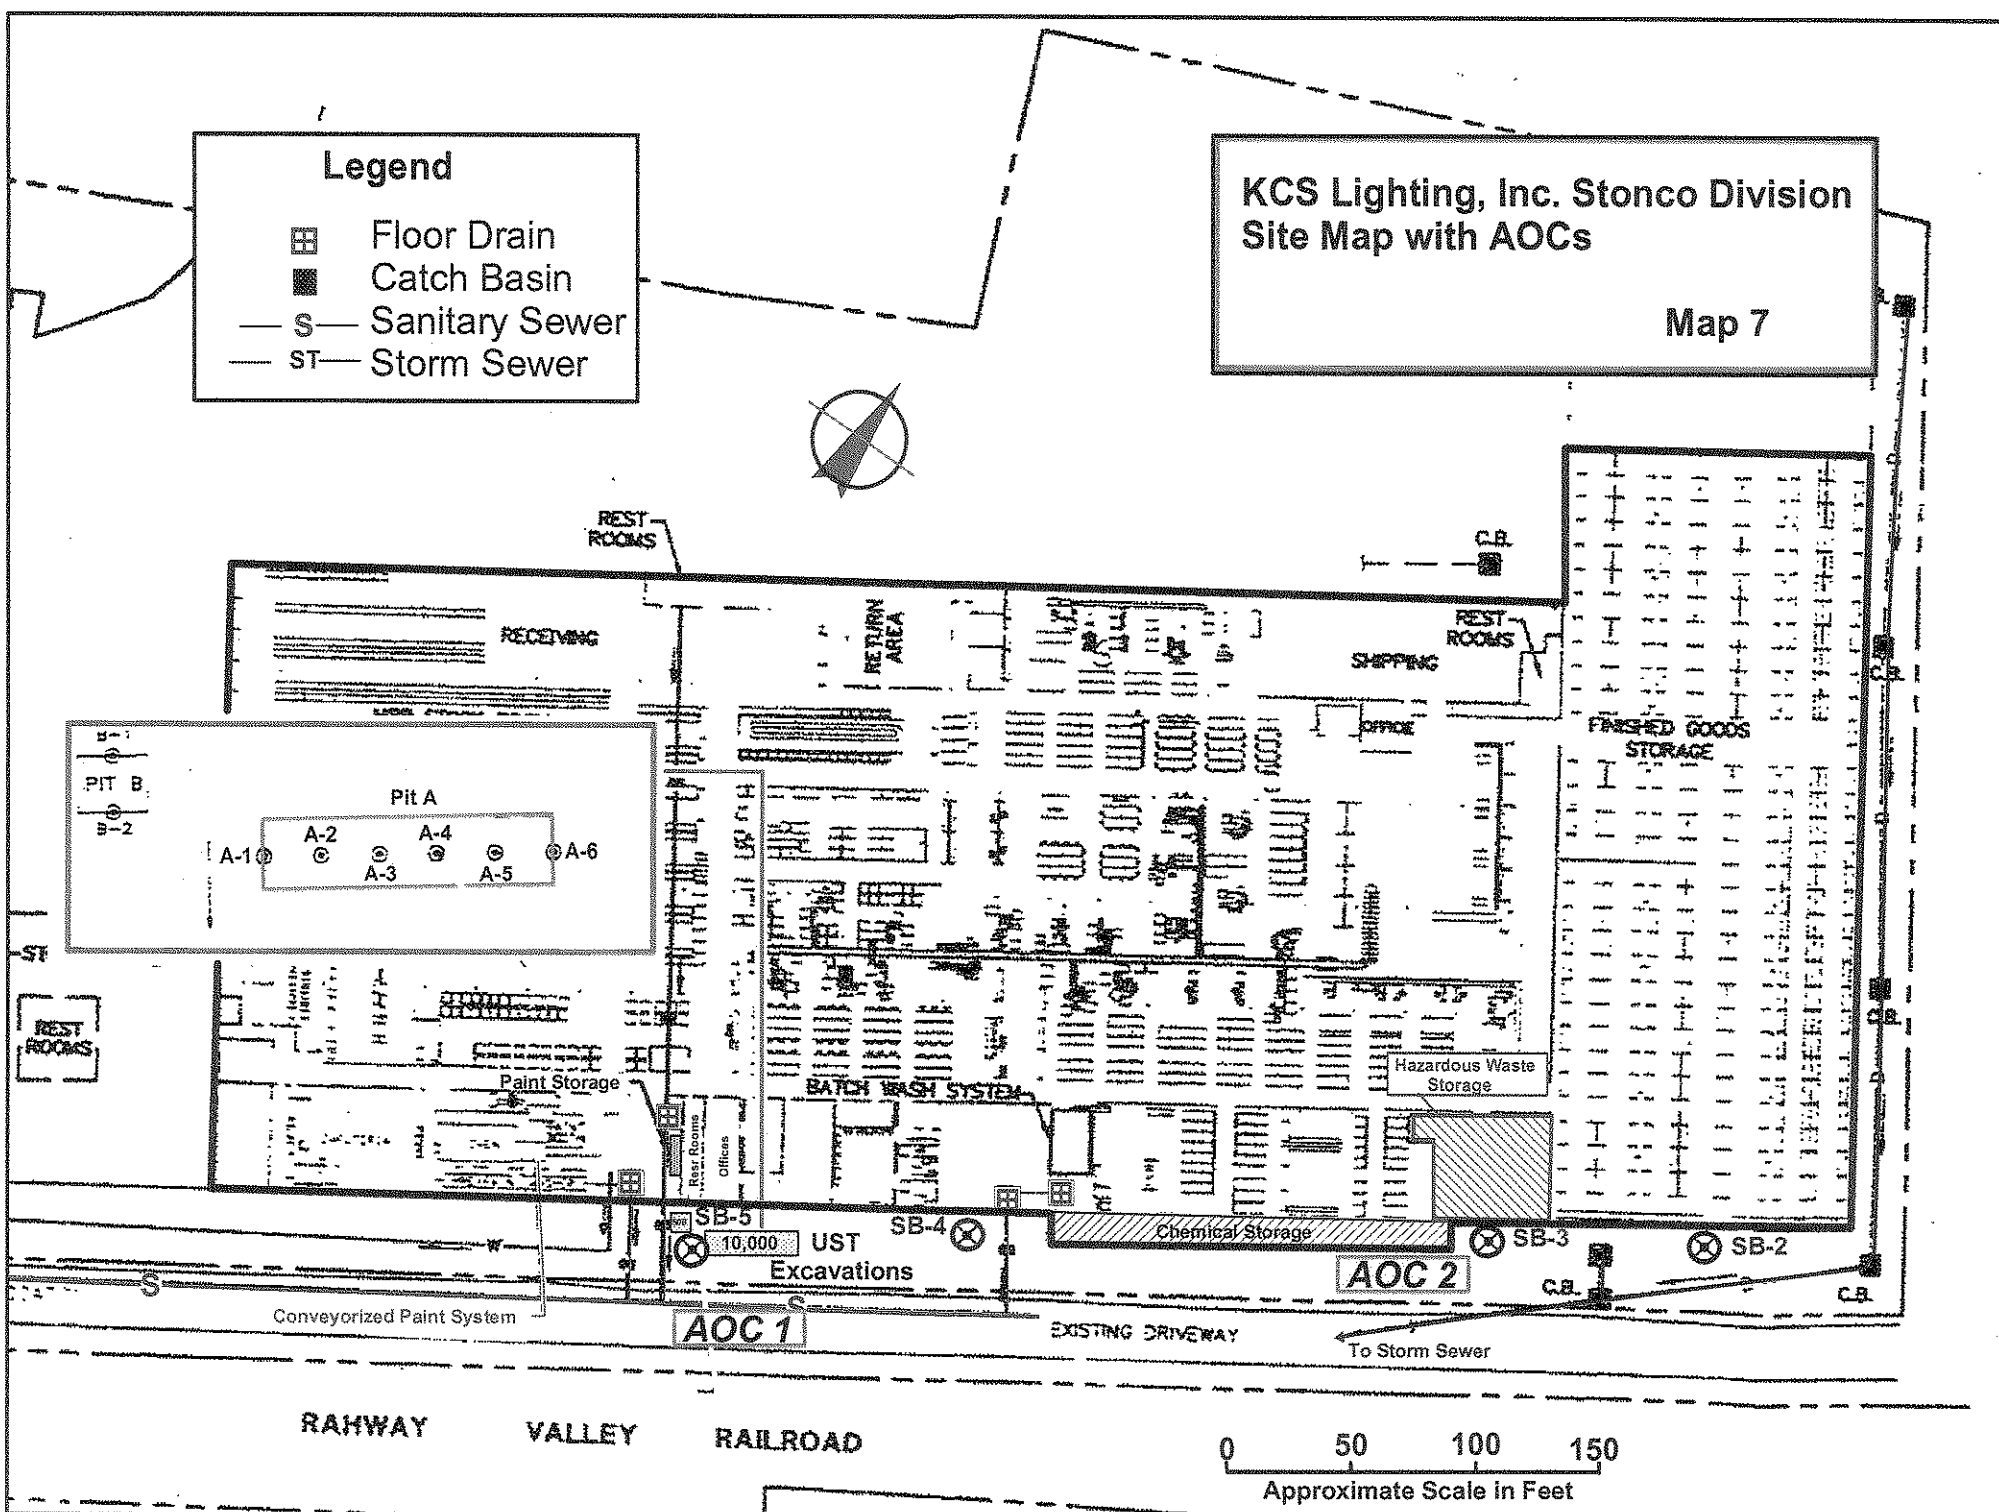 Legend
Floor Drain
Catch Basin
S Sanitary Sewer
ST Storm Sewer
KCS Lighting, Inc. Stonco Division
Site Map with AOCs
Map 7
REST
ROOMS
C.B.
RECEIVING
RETURN
AREA
SHIPPING
REST
ROOMS
OFFICE
FINISHED GOODS
STORAGE
C.B.
B-1
PIT B
B-2
Pit A
A-1
A-2
A-3
A-4
A-5
A-6
ST
REST
ROOMS
C.B.
Paint Storage
BATCH WASH SYSTEM
Hazardous Waste
Storage
Resr Rooms
Offices
SB-5
10,000
UST
Excavations
SB-4
Chemical Storage
SB-3
SB-2
AOC 2
C.B.
C.B.
W
S
S
Conveyorized Paint System
AOC 1
EXISTING DRIVEWAY
To Storm Sewer
RAHWAY VALLEY RAILROAD
0 50 100 150
Approximate Scale in Feet